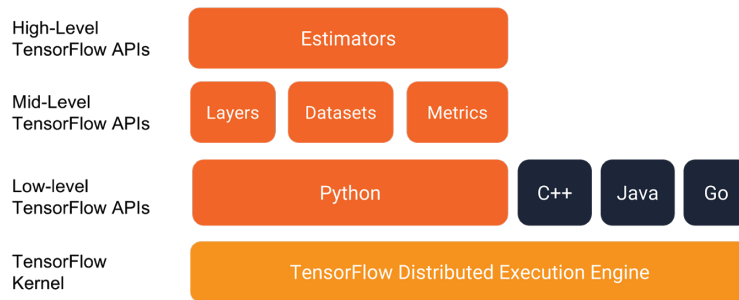 High-Level
TensorFlow APIs
Estimators
Mid-Level
TensorFlow APIs
Layers
Datasets
Metrics
Low-level
TensorFlow APIs
Python
C++
Java
Go
TensorFlow
Kernel
TensorFlow Distributed Execution Engine